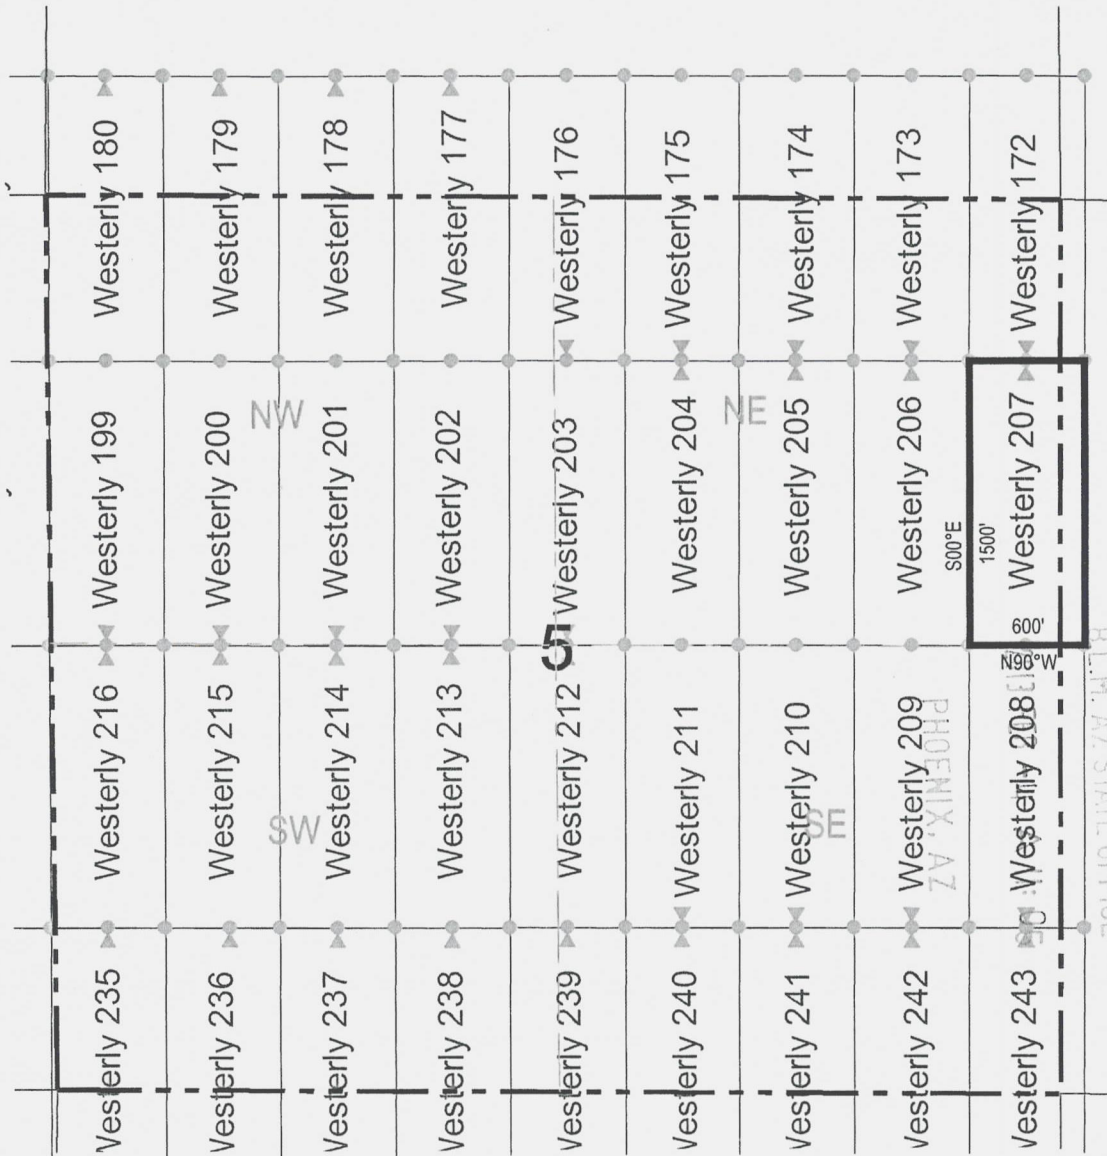 Westerly 180
Westerly 179
Westerly 178
Westerly 177
Westerly 176
Westerly 175
Westerly 174
Westerly 173
Westerly 172
Westerly 199
Westerly 200
NW
Westerly 201
Westerly 202
Westerly 203
Westerly 204
NE
Westerly 205
Westerly 206
S00°E
1500'
Westerly 207
600'
N90°W
5
Westerly 216
Westerly 215
SW
Westerly 214
Westerly 213
Westerly 212
Westerly 211
Westerly 210
SE
Westerly 209
Westerly 208
PHOENIX, AZ
B.L.M. AZ STATE OFFICE
Westerly 235
Westerly 236
Westerly 237
Westerly 238
Westerly 239
Westerly 240
Westerly 241
Westerly 242
Westerly 243